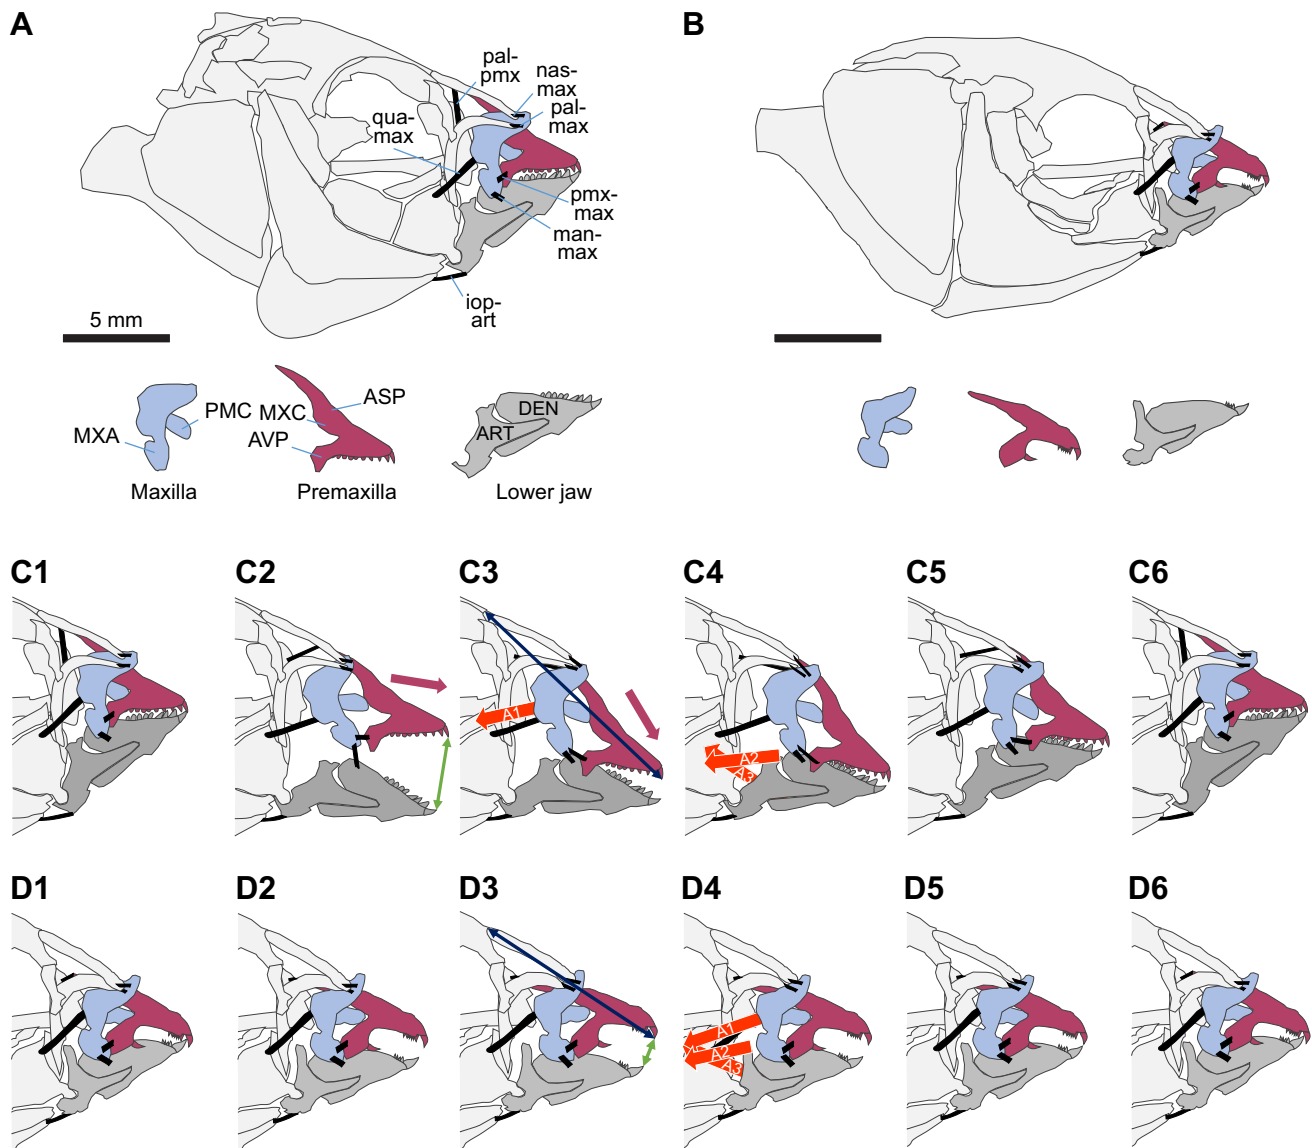 A
B
pal-
pmx
nas-
max
pal-
max
qua-
max
pmx-
max
man-
max
iop-
art
5 mm
MXA
PMC
MXC
AVP
ASP
DEN
ART
Maxilla
Premaxilla
Lower jaw
C1
C2
C3
C4
C5
C6
A1
A2
A3
D1
D2
D3
D4
D5
D6
A1
A2
A3